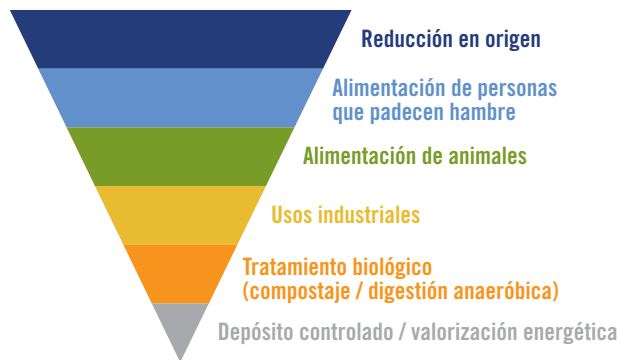 Reducción en origen
Alimentación de personas
que padecen hambre
Alimentación de animales
Usos industriales
Tratamiento biológico
(compostaje / digestión anaeróbica)
Depósito controlado / valorización energética